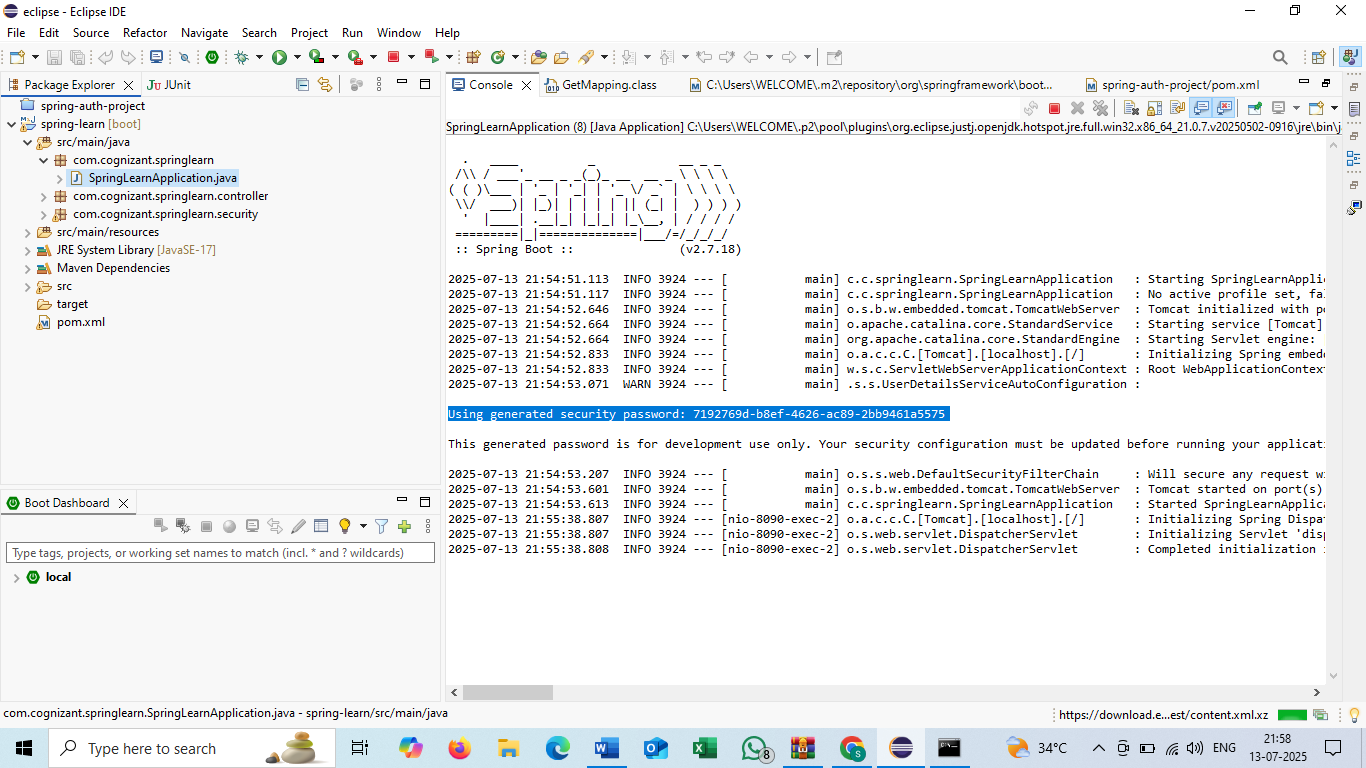 eclipse - Eclipse IDE
File Edit Source Refactor Navigate Search Project Run Window Help
Package Explorer
JUnit
spring-auth-project
spring-learn [boot]
src/main/java
com.cognizant.springlearn
SpringLearnApplication.java
com.cognizant.springlearn.controller
com.cognizant.springlearn.security
src/main/resources
JRE System Library [JavaSE-17]
Maven Dependencies
src
target
pom.xml
Boot Dashboard
Type tags, projects, or working set names to match (incl. * and ? wildcards)
local
Console
GetMapping.class
C:\Users\WELCOME\.m2\repository\org\springframework\boot...
spring-auth-project/pom.xml
SpringLearnApplication (8) [Java Application] C:\Users\WELCOME\.p2\pool\plugins\org.eclipse.justj.openjdk.hotspot.jre.full.win32.x86_64_21.0.7.v20250502-0916\jre\bin\j
Spring
:: Spring Boot :: (v2.7.18)
2025-07-13 21:54:51.113 INFO 3924 --- [ main] c.c.springlearn.SpringLearnApplication : Starting SpringLearnAppli
2025-07-13 21:54:51.117 INFO 3924 --- [ main] c.c.springlearn.SpringLearnApplication : No active profile set, fa
2025-07-13 21:54:52.646 INFO 3924 --- [ main] o.s.b.w.embedded.tomcat.TomcatWebServer : Tomcat initialized with p
2025-07-13 21:54:52.664 INFO 3924 --- [ main] o.apache.catalina.core.StandardService : Starting service [Tomcat]
2025-07-13 21:54:52.664 INFO 3924 --- [ main] org.apache.catalina.core.StandardEngine : Starting Servlet engine:
2025-07-13 21:54:52.833 INFO 3924 --- [ main] o.a.c.c.C.[Tomcat].[localhost].[/] : Initializing Spring embed
2025-07-13 21:54:52.833 INFO 3924 --- [ main] w.s.c.ServletWebServerApplicationContext : Root WebApplicationContext
2025-07-13 21:54:53.071 WARN 3924 --- [ main] .s.s.UserDetailsServiceAutoConfiguration :
Using generated security password: 7192769d-b8ef-4626-ac89-2bb9461a5575
This generated password is for development use only. Your security configuration must be updated before running your applicati
2025-07-13 21:54:53.207 INFO 3924 --- [ main] o.s.s.web.DefaultSecurityFilterChain : Will secure any request w
2025-07-13 21:54:53.601 INFO 3924 --- [ main] o.s.b.w.embedded.tomcat.TomcatWebServer : Tomcat started on port(s)
2025-07-13 21:54:53.613 INFO 3924 --- [ main] c.c.springlearn.SpringLearnApplication : Started SpringLearnApplica
2025-07-13 21:55:38.807 INFO 3924 --- [nio-8090-exec-2] o.a.c.c.C.[Tomcat].[localhost].[/] : Initializing Spring Dispat
2025-07-13 21:55:38.807 INFO 3924 --- [nio-8090-exec-2] o.s.web.servlet.DispatcherServlet : Initializing Servlet 'disp
2025-07-13 21:55:38.808 INFO 3924 --- [nio-8090-exec-2] o.s.web.servlet.DispatcherServlet : Completed initialization
com.cognizant.springlearn.SpringLearnApplication.java - spring-learn/src/main/java
https://download.e...est/content.xml.xz
Type here to search
8
34°C
ENG
21:58
13-07-2025